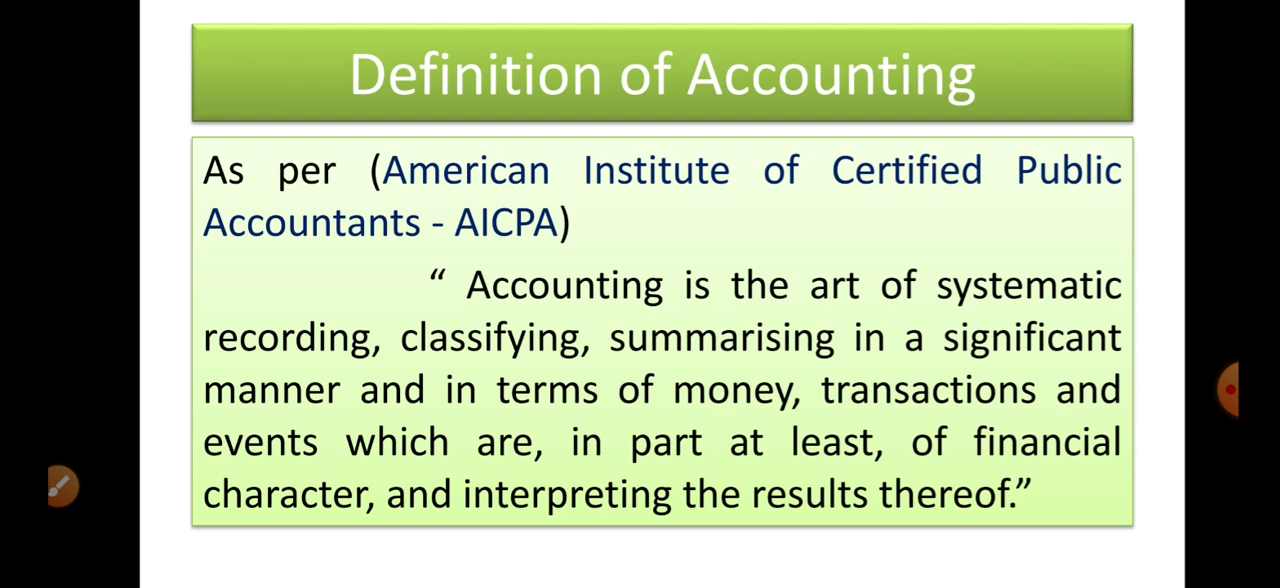 Definition of Accounting
As per (American Institute of Certified Public
Accountants - AICPA)
“ Accounting is the art of systematic
recording, classifying, summarising in a significant
manner and in terms of money, transactions and
events which are, in part at least, of financial
character, and interpreting the results thereof.”